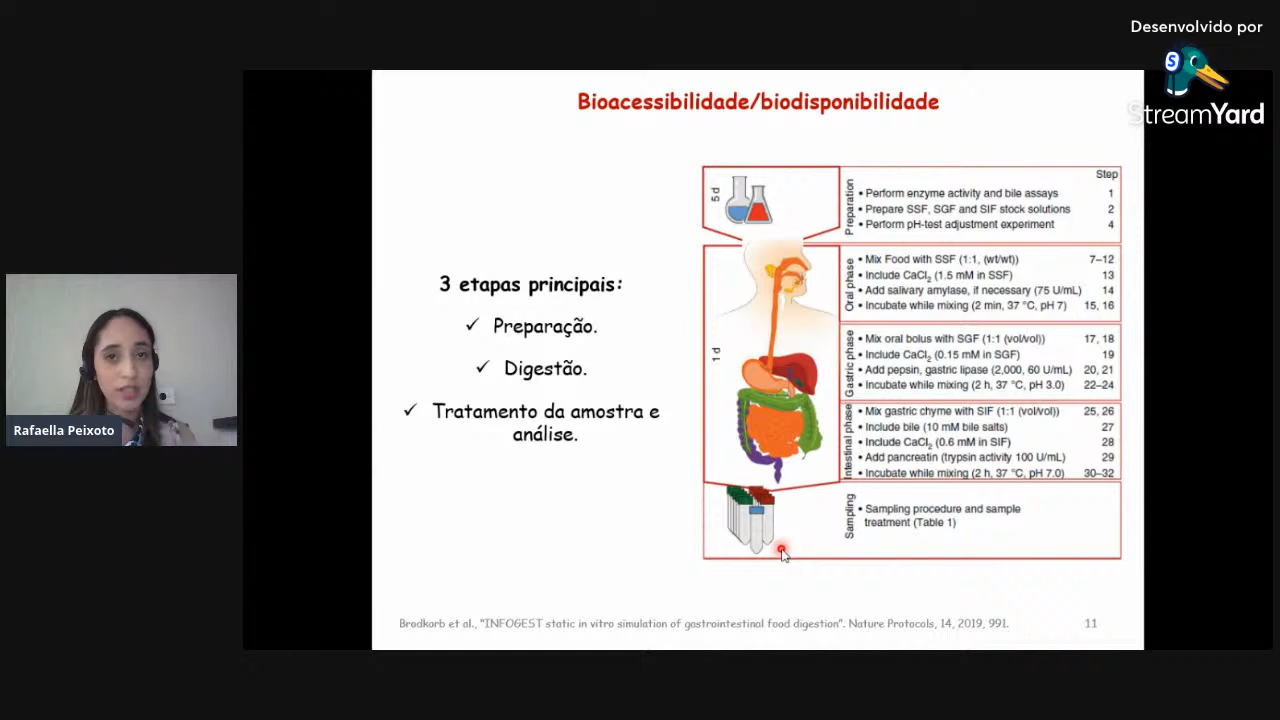 Desenvolvido por
S
StreamYard
Bioacessibilidade/biodisponibilidade
3 etapas principais:
✓ Preparação.
✓ Digestão.
✓ Tratamento da amostra e
análise.
Step
5 d
Preparation
• Perform enzyme activity and bile assays 1
• Prepare SSF, SGF and SIF stock solutions 2
• Perform pH-test adjustment experiment 4
1 d
Oral phase
• Mix Food with SSF (1:1, (wt/wt)) 7–12
• Include CaCl₂ (1.5 mM in SSF) 13
• Add salivary amylase, if necessary (75 U/mL) 14
• Incubate while mixing (2 min, 37 °C, pH 7) 15, 16
Gastric phase
• Mix oral bolus with SGF (1:1 (vol/vol)) 17, 18
• Include CaCl₂ (0.15 mM in SGF) 19
• Add pepsin, gastric lipase (2,000, 60 U/mL) 20, 21
• Incubate while mixing (2 h, 37 °C, pH 3.0) 22–24
Intestinal phase
• Mix gastric chyme with SIF (1:1 (vol/vol)) 25, 26
• Include bile (10 mM bile salts) 27
• Include CaCl₂ (0.6 mM in SIF) 28
• Add pancreatin (trypsin activity 100 U/mL) 29
• Incubate while mixing (2 h, 37 °C, pH 7.0) 30–32
Sampling
• Sampling procedure and sample
treatment (Table 1)
Rafaella Peixoto
Brodkorb et al., "INFOGEST static in vitro simulation of gastrointestinal food digestion". Nature Protocols, 14, 2019, 991.
11